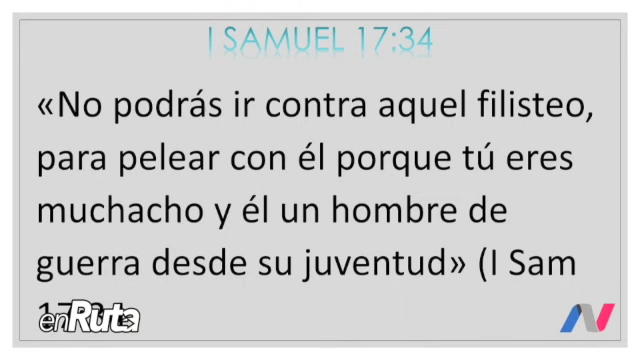 I SAMUEL 17:34
«No podrás ir contra aquel filisteo,
para pelear con él porque tú eres
muchacho y él un hombre de
guerra desde su juventud» (I Sam
enRuta